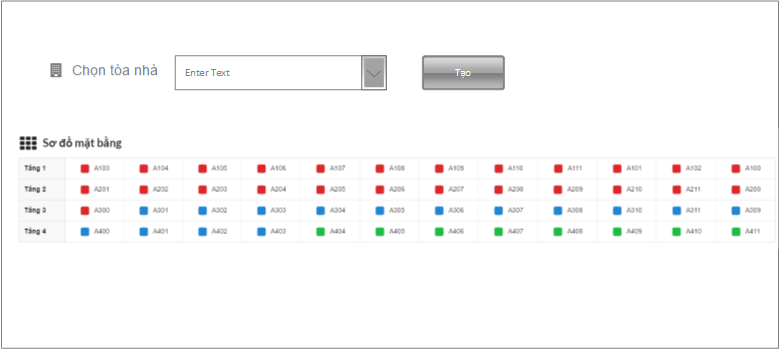 Chọn tòa nhà Enter Text Tạo
Sơ đồ mặt bằng
Tầng 1 A103 A104 A105 A106 A107 A108 A109 A110 A111 A101 A102 A100
Tầng 2 A201 A202 A203 A204 A205 A206 A207 A208 A209 A210 A211 A200
Tầng 3 A300 A301 A302 A303 A304 A305 A306 A307 A308 A310 A311 A309
Tầng 4 A400 A401 A402 A403 A404 A405 A406 A407 A408 A409 A410 A411